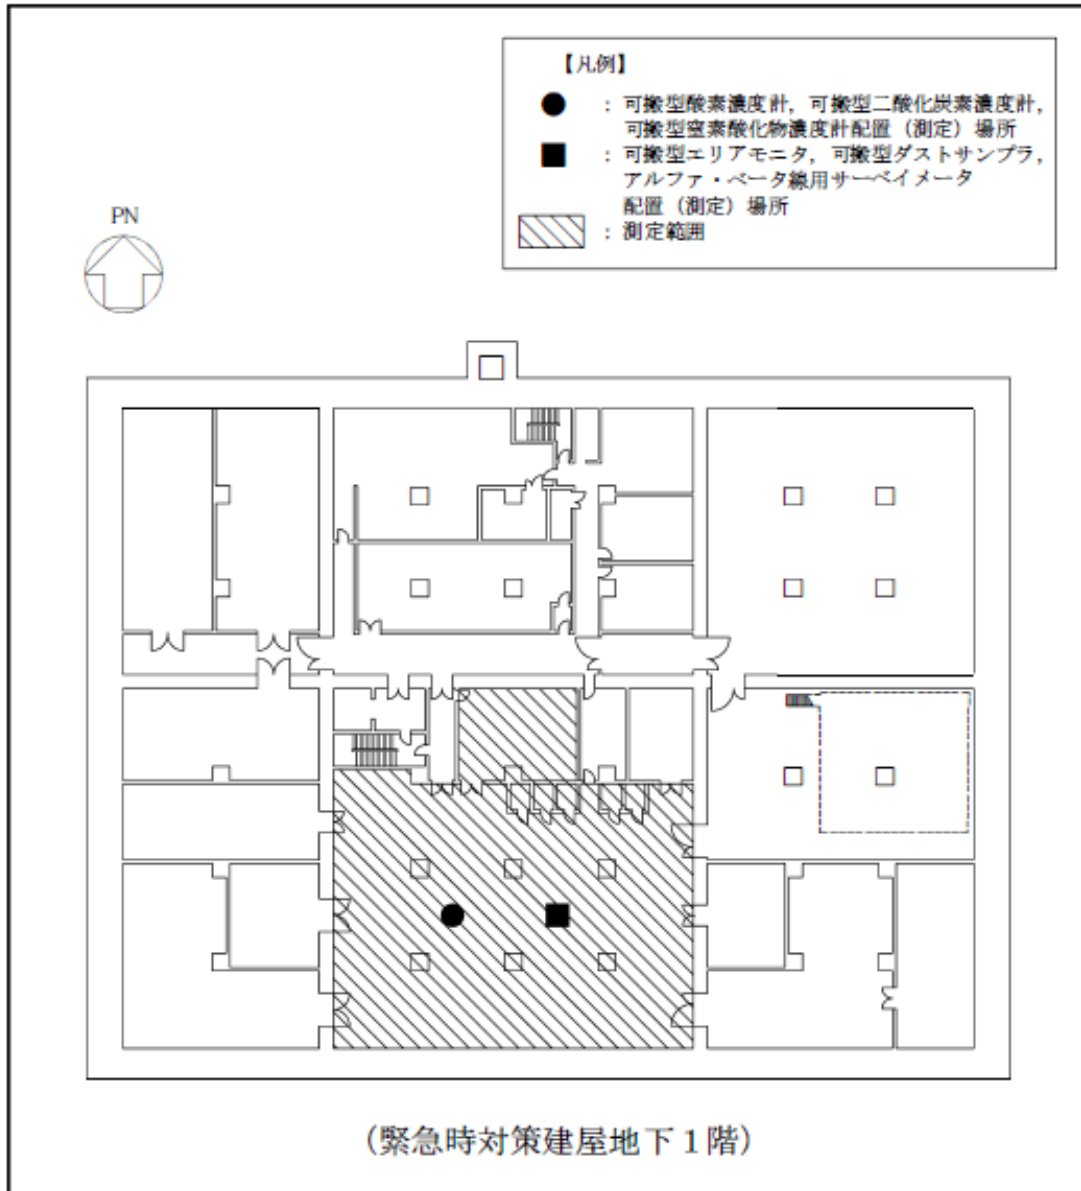 【凡例】
● : 可搬型酸素濃度計，可搬型二酸化炭素濃度計，
可搬型窒素酸化物濃度計配置（測定）場所
■ : 可搬型エリアモニタ，可搬型ダストサンプラ，
アルファ・ベータ線用サーベイメータ
配置（測定）場所
: 測定範囲
PN
（緊急時対策建屋地下１階）